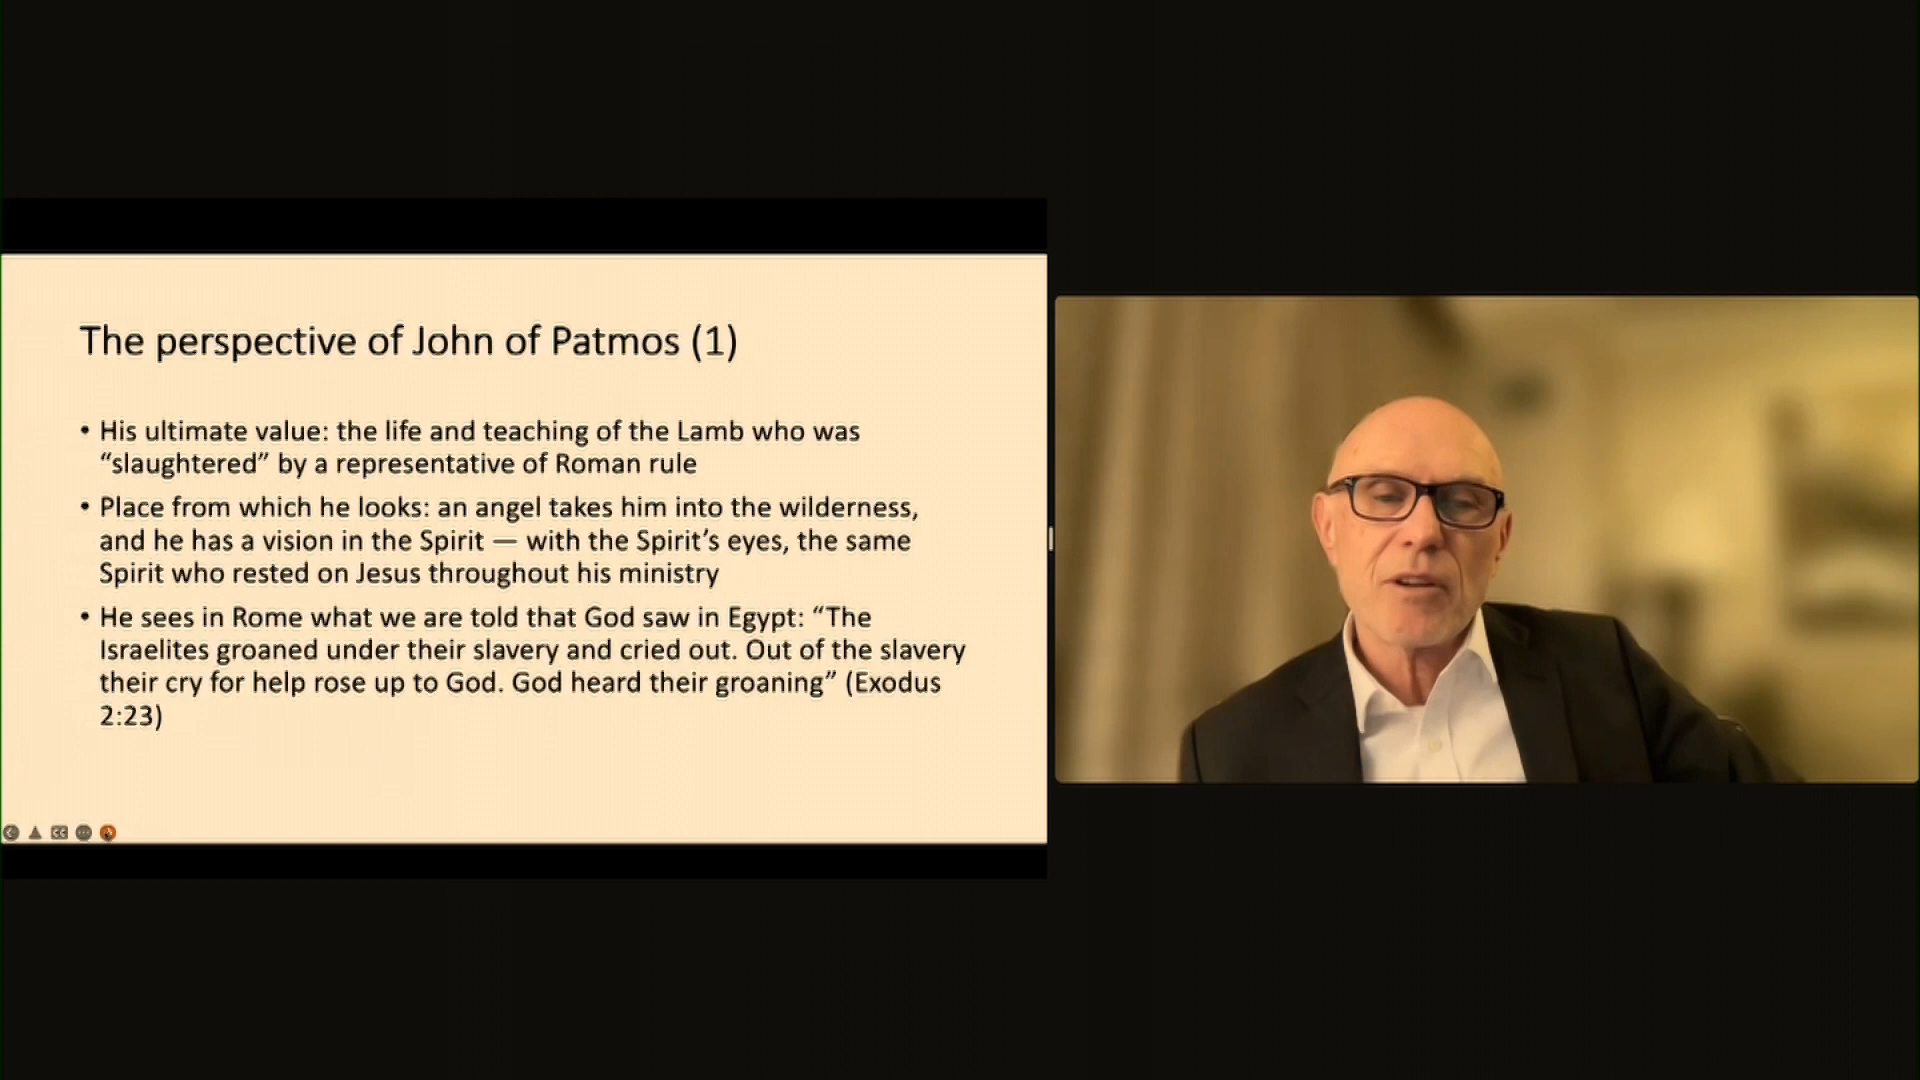 The perspective of John of Patmos (1)
• His ultimate value: the life and teaching of the Lamb who was
“slaughtered” by a representative of Roman rule
• Place from which he looks: an angel takes him into the wilderness,
and he has a vision in the Spirit — with the Spirit’s eyes, the same
Spirit who rested on Jesus throughout his ministry
• He sees in Rome what we are told that God saw in Egypt: “The
Israelites groaned under their slavery and cried out. Out of the slavery
their cry for help rose up to God. God heard their groaning” (Exodus
2:23)